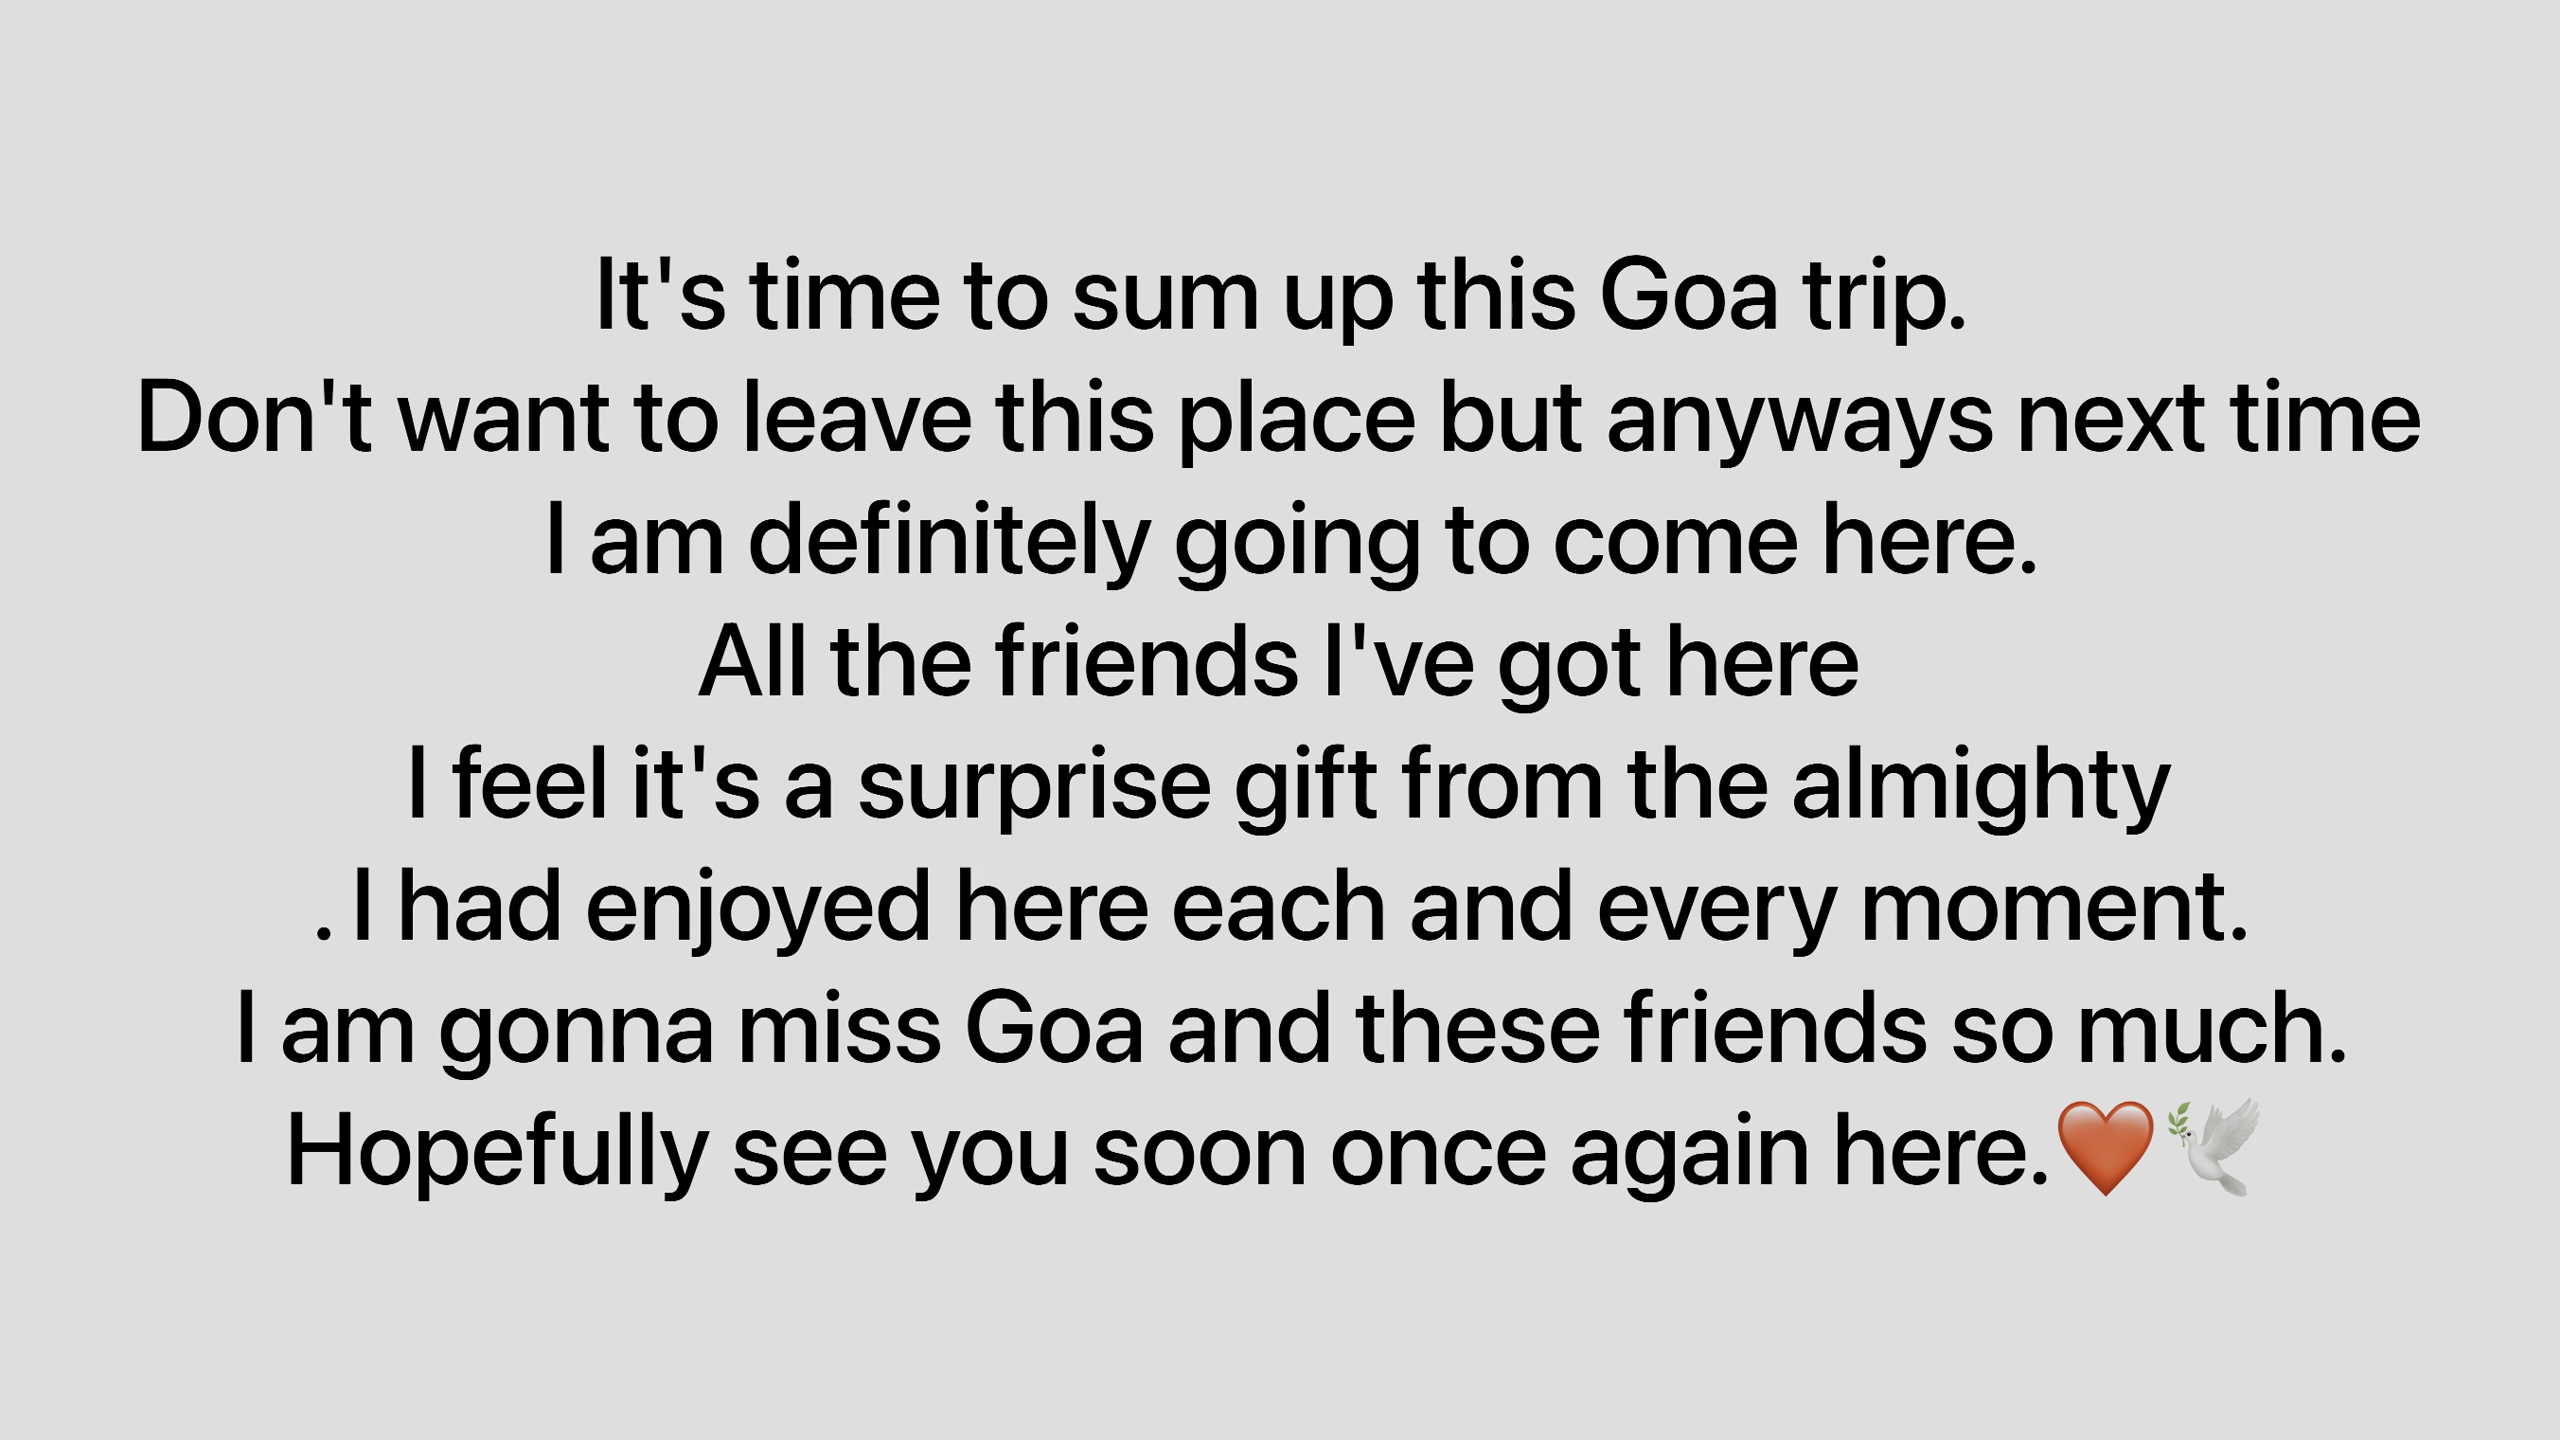 It's time to sum up this Goa trip.
Don't want to leave this place but anyways next time
I am definitely going to come here.
All the friends I've got here
I feel it's a surprise gift from the almighty
. I had enjoyed here each and every moment.
I am gonna miss Goa and these friends so much.
Hopefully see you soon once again here.❤️🕊️